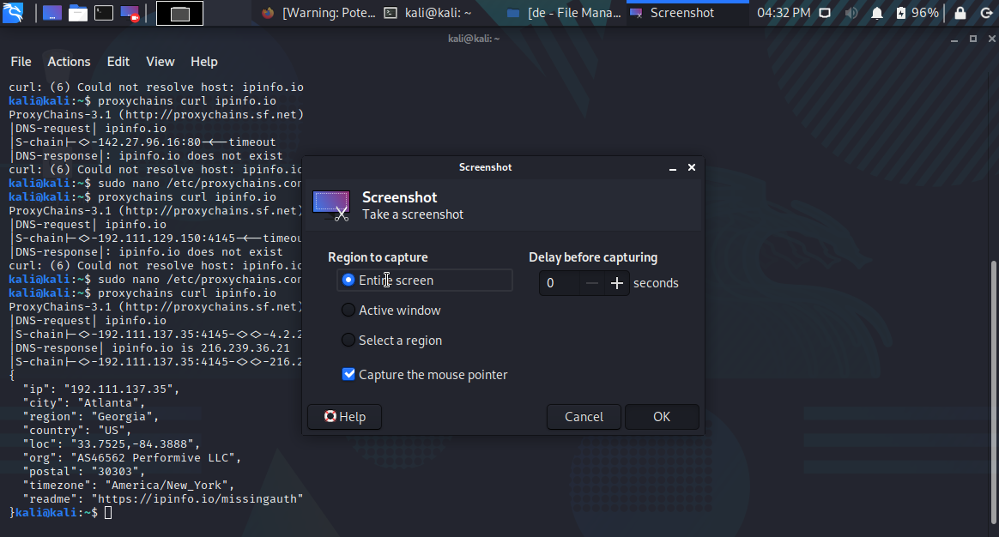 [Warning: Pote...
kali@kali: ~
[de - File Mana...
Screenshot
04:32 PM
96%
kali@kali: ~
File Actions Edit View Help
curl: (6) Could not resolve host: ipinfo.io
kali@kali:~$ proxychains curl ipinfo.io
ProxyChains-3.1 (http://proxychains.sf.net)
|DNS-request| ipinfo.io
|S-chain|-<>-142.27.96.16:80-<--timeout
|DNS-response|: ipinfo.io does not exist
curl: (6) Could not resolve host: ipinfo.io
kali@kali:~$ sudo nano /etc/proxychains.con
kali@kali:~$ proxychains curl ipinfo.io
ProxyChains-3.1 (http://proxychains.sf.net)
|DNS-request| ipinfo.io
|S-chain|-<>-192.111.129.150:4145-<--timeou
|DNS-response|: ipinfo.io does not exist
curl: (6) Could not resolve host: ipinfo.io
kali@kali:~$ sudo nano /etc/proxychains.con
kali@kali:~$ proxychains curl ipinfo.io
ProxyChains-3.1 (http://proxychains.sf.net)
|DNS-request| ipinfo.io
|S-chain|-<>-192.111.137.35:4145-<><>-4.2.2
|DNS-response| ipinfo.io is 216.239.36.21
|S-chain|-<>-192.111.137.35:4145-<><>-216.2
{
"ip": "192.111.137.35",
"city": "Atlanta",
"region": "Georgia",
"country": "US",
"loc": "33.7525,-84.3888",
"org": "AS46562 Performive LLC",
"postal": "30303",
"timezone": "America/New_York",
"readme": "https://ipinfo.io/missingauth"
}kali@kali:~$
Screenshot
Screenshot
Take a screenshot
Region to capture
Entire screen
Active window
Select a region
Capture the mouse pointer
Delay before capturing
0 seconds
Help
Cancel
OK